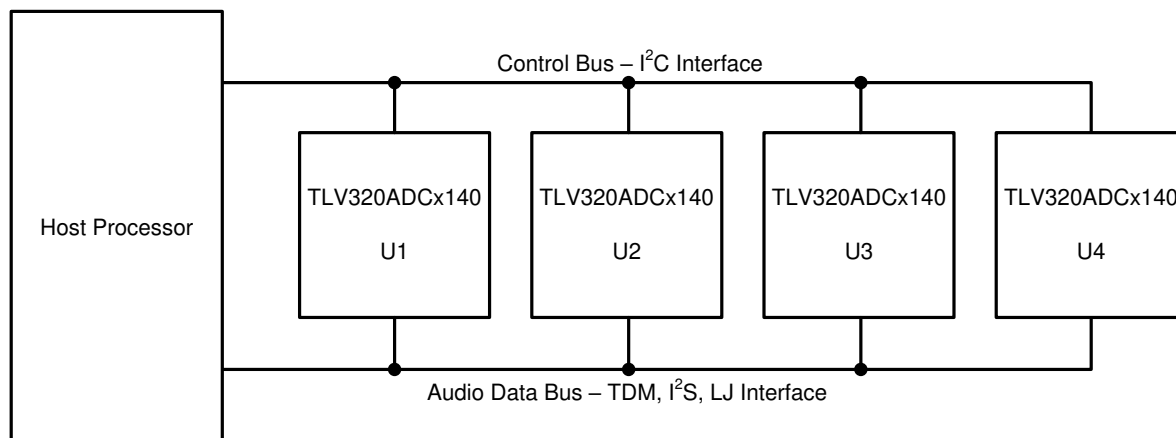 Control Bus – I²C Interface
TLV320ADCx140
TLV320ADCx140
TLV320ADCx140
TLV320ADCx140
Host Processor
U1
U2
U3
U4
Audio Data Bus – TDM, I²S, LJ Interface